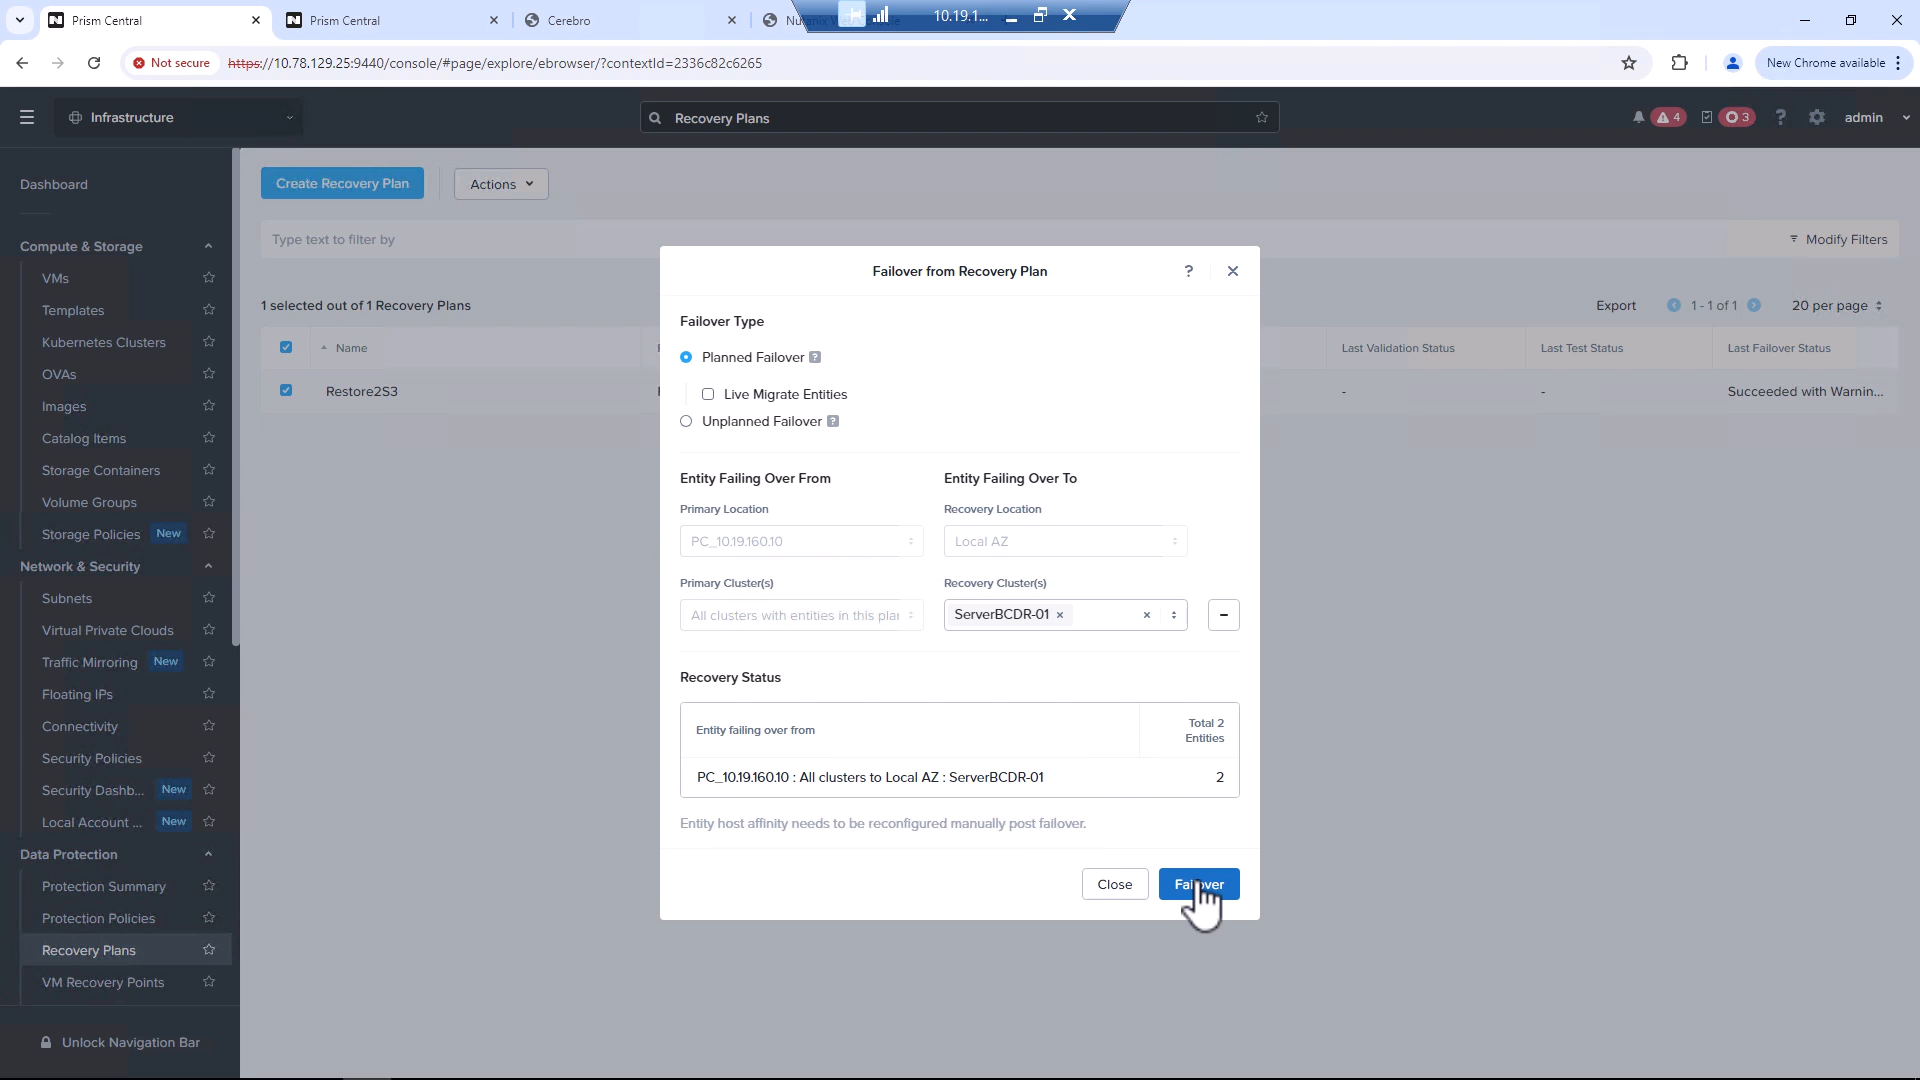 Prism Central
Prism Central
Cerebro
10.19.1...
Not secure
https://10.78.129.25:9440/console/#page/explore/ebrowser/?contextId=2336c82c6265
New Chrome available
Infrastructure
Recovery Plans
4
3
?
admin
Dashboard
Compute & Storage
VMs
Templates
Kubernetes Clusters
OVAs
Images
Catalog Items
Storage Containers
Volume Groups
Storage Policies New
Network & Security
Subnets
Virtual Private Clouds
Traffic Mirroring New
Floating IPs
Connectivity
Security Policies
Security Dashb... New
Local Account ... New
Data Protection
Protection Summary
Protection Policies
Recovery Plans
VM Recovery Points
Unlock Navigation Bar
Create Recovery Plan
Actions
Type text to filter by
Modify Filters
1 selected out of 1 Recovery Plans
Export
1 - 1 of 1
20 per page
Name
Last Validation Status
Last Test Status
Last Failover Status
Restore2S3
-
-
Succeeded with Warnin...
Failover from Recovery Plan
?
Failover Type
Planned Failover ?
Live Migrate Entities
Unplanned Failover ?
Entity Failing Over From
Entity Failing Over To
Primary Location
Recovery Location
PC_10.19.160.10
Local AZ
Primary Cluster(s)
Recovery Cluster(s)
All clusters with entities in this plan
ServerBCDR-01
Recovery Status
Entity failing over from
Total 2
Entities
PC_10.19.160.10 : All clusters to Local AZ : ServerBCDR-01
2
Entity host affinity needs to be reconfigured manually post failover.
Close
Failover